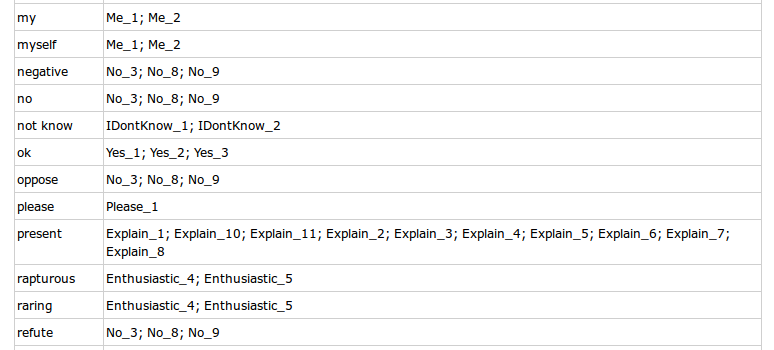 my Me_1; Me_2
myself Me_1; Me_2
negative No_3; No_8; No_9
no No_3; No_8; No_9
not know IDontKnow_1; IDontKnow_2
ok Yes_1; Yes_2; Yes_3
oppose No_3; No_8; No_9
please Please_1
present Explain_1; Explain_10; Explain_11; Explain_2; Explain_3; Explain_4; Explain_5; Explain_6; Explain_7;
Explain_8
rapturous Enthusiastic_4; Enthusiastic_5
raring Enthusiastic_4; Enthusiastic_5
refute No_3; No_8; No_9